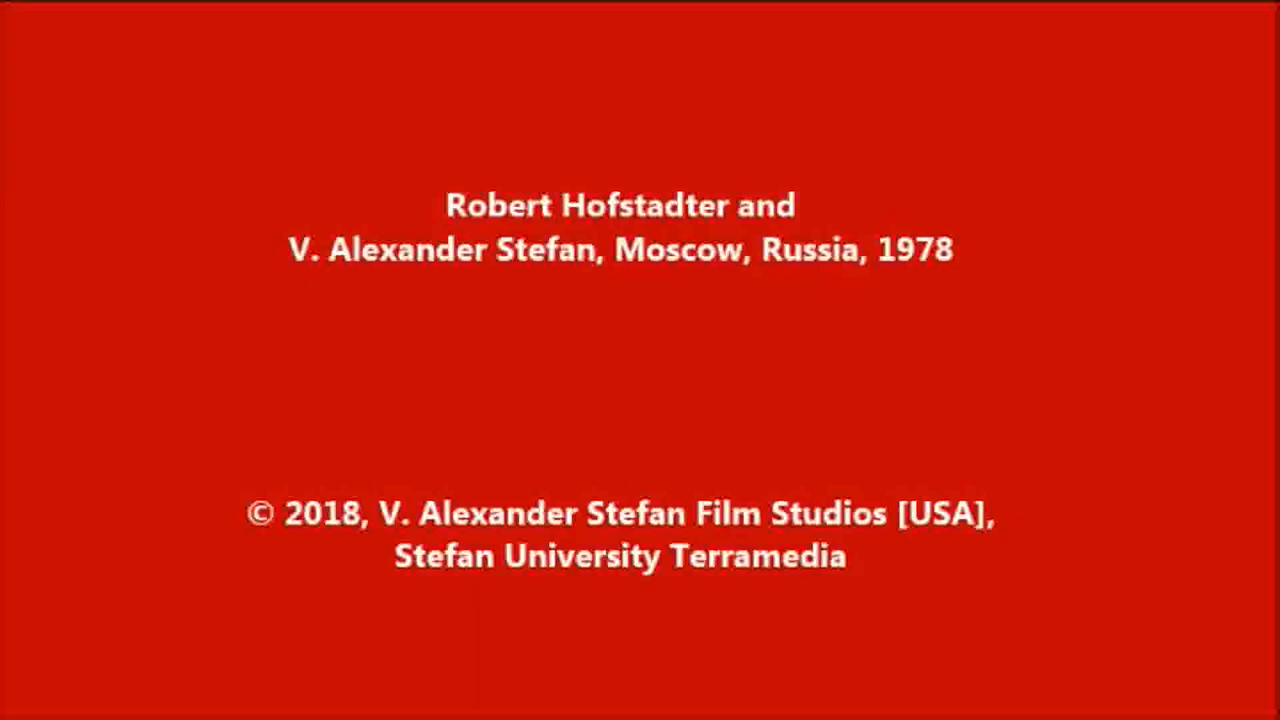 Robert Hofstadter and
V. Alexander Stefan, Moscow, Russia, 1978
© 2018, V. Alexander Stefan Film Studios [USA],
Stefan University Terramedia